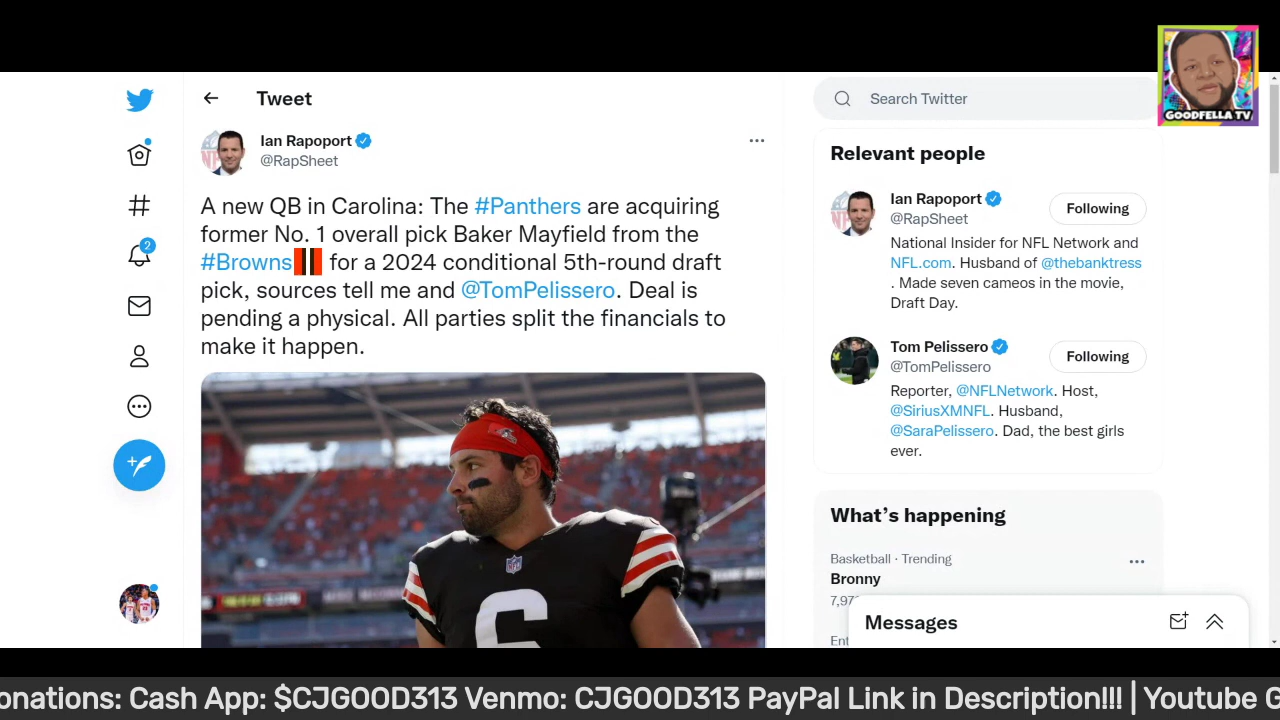 GOODFELLA TV
Tweet
Search Twitter
Ian Rapoport
@RapSheet
A new QB in Carolina: The #Panthers are acquiring
former No. 1 overall pick Baker Mayfield from the
#Browns for a 2024 conditional 5th-round draft
pick, sources tell me and @TomPelissero. Deal is
pending a physical. All parties split the financials to
make it happen.
6
Relevant people
Ian Rapoport
@RapSheet
Following
National Insider for NFL Network and
NFL.com. Husband of @thebanktress
. Made seven cameos in the movie,
Draft Day.
Tom Pelissero
@TomPelissero
Following
Reporter, @NFLNetwork. Host,
@SiriusXMNFL. Husband,
@SaraPelissero. Dad, the best girls
ever.
What's happening
Basketball · Trending
Bronny
7,97
Ent
Messages
2
onations: Cash App: $CJGOOD313 Venmo: CJGOOD313 PayPal Link in Description!!! | Youtube G